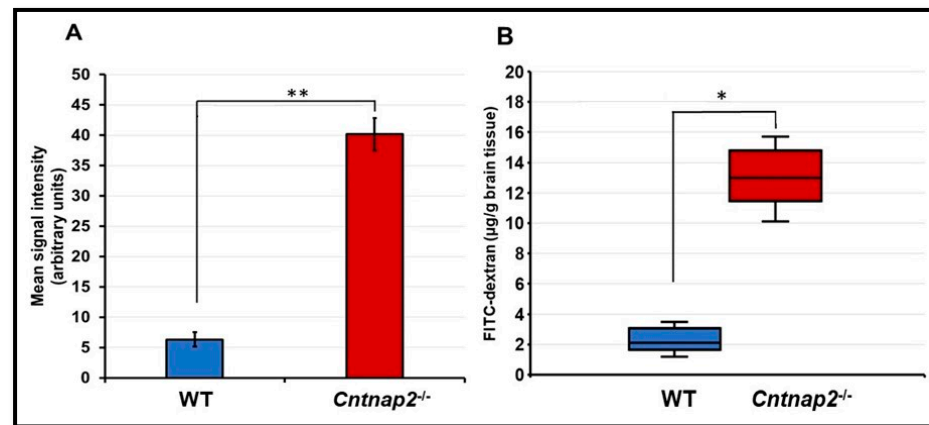 A
Mean signal intensity
(arbitrary units)
50
45
40
35
30
25
20
15
10
5
0
**
WT
Cntnap2-/-
B
FITC-dextran (µg/g brain tissue)
20
18
16
14
12
10
8
6
4
2
0
*
WT
Cntnap2-/-